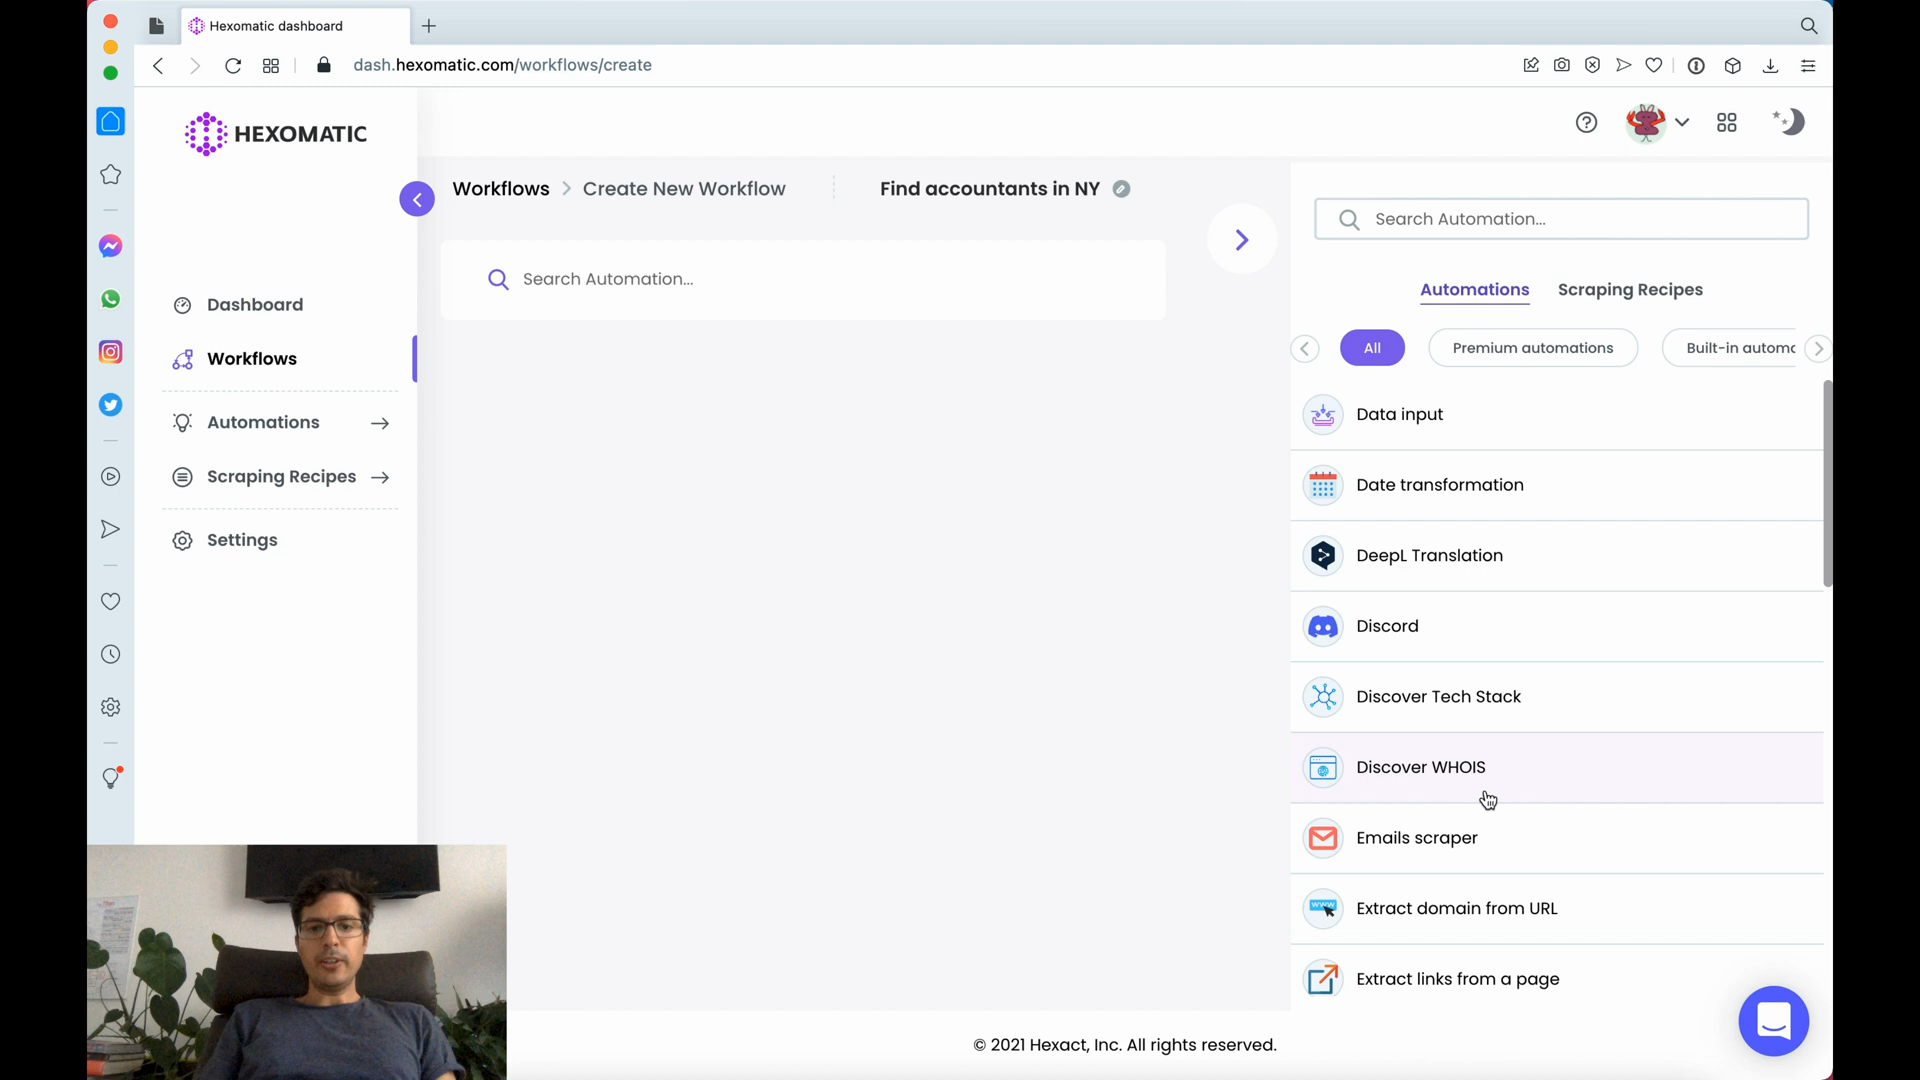 Hexomatic dashboard
dash.hexomatic.com/workflows/create
HEXOMATIC
Workflows > Create New Workflow
Find accountants in NY
Search Automation...
Search Automation...
Dashboard
Workflows
Automations
Scraping Recipes
Settings
Automations
Scraping Recipes
All
Premium automations
Built-in automa
Data input
Date transformation
DeepL Translation
Discord
Discover Tech Stack
Discover WHOIS
Emails scraper
www
Extract domain from URL
Extract links from a page
© 2021 Hexact, Inc. All rights reserved.